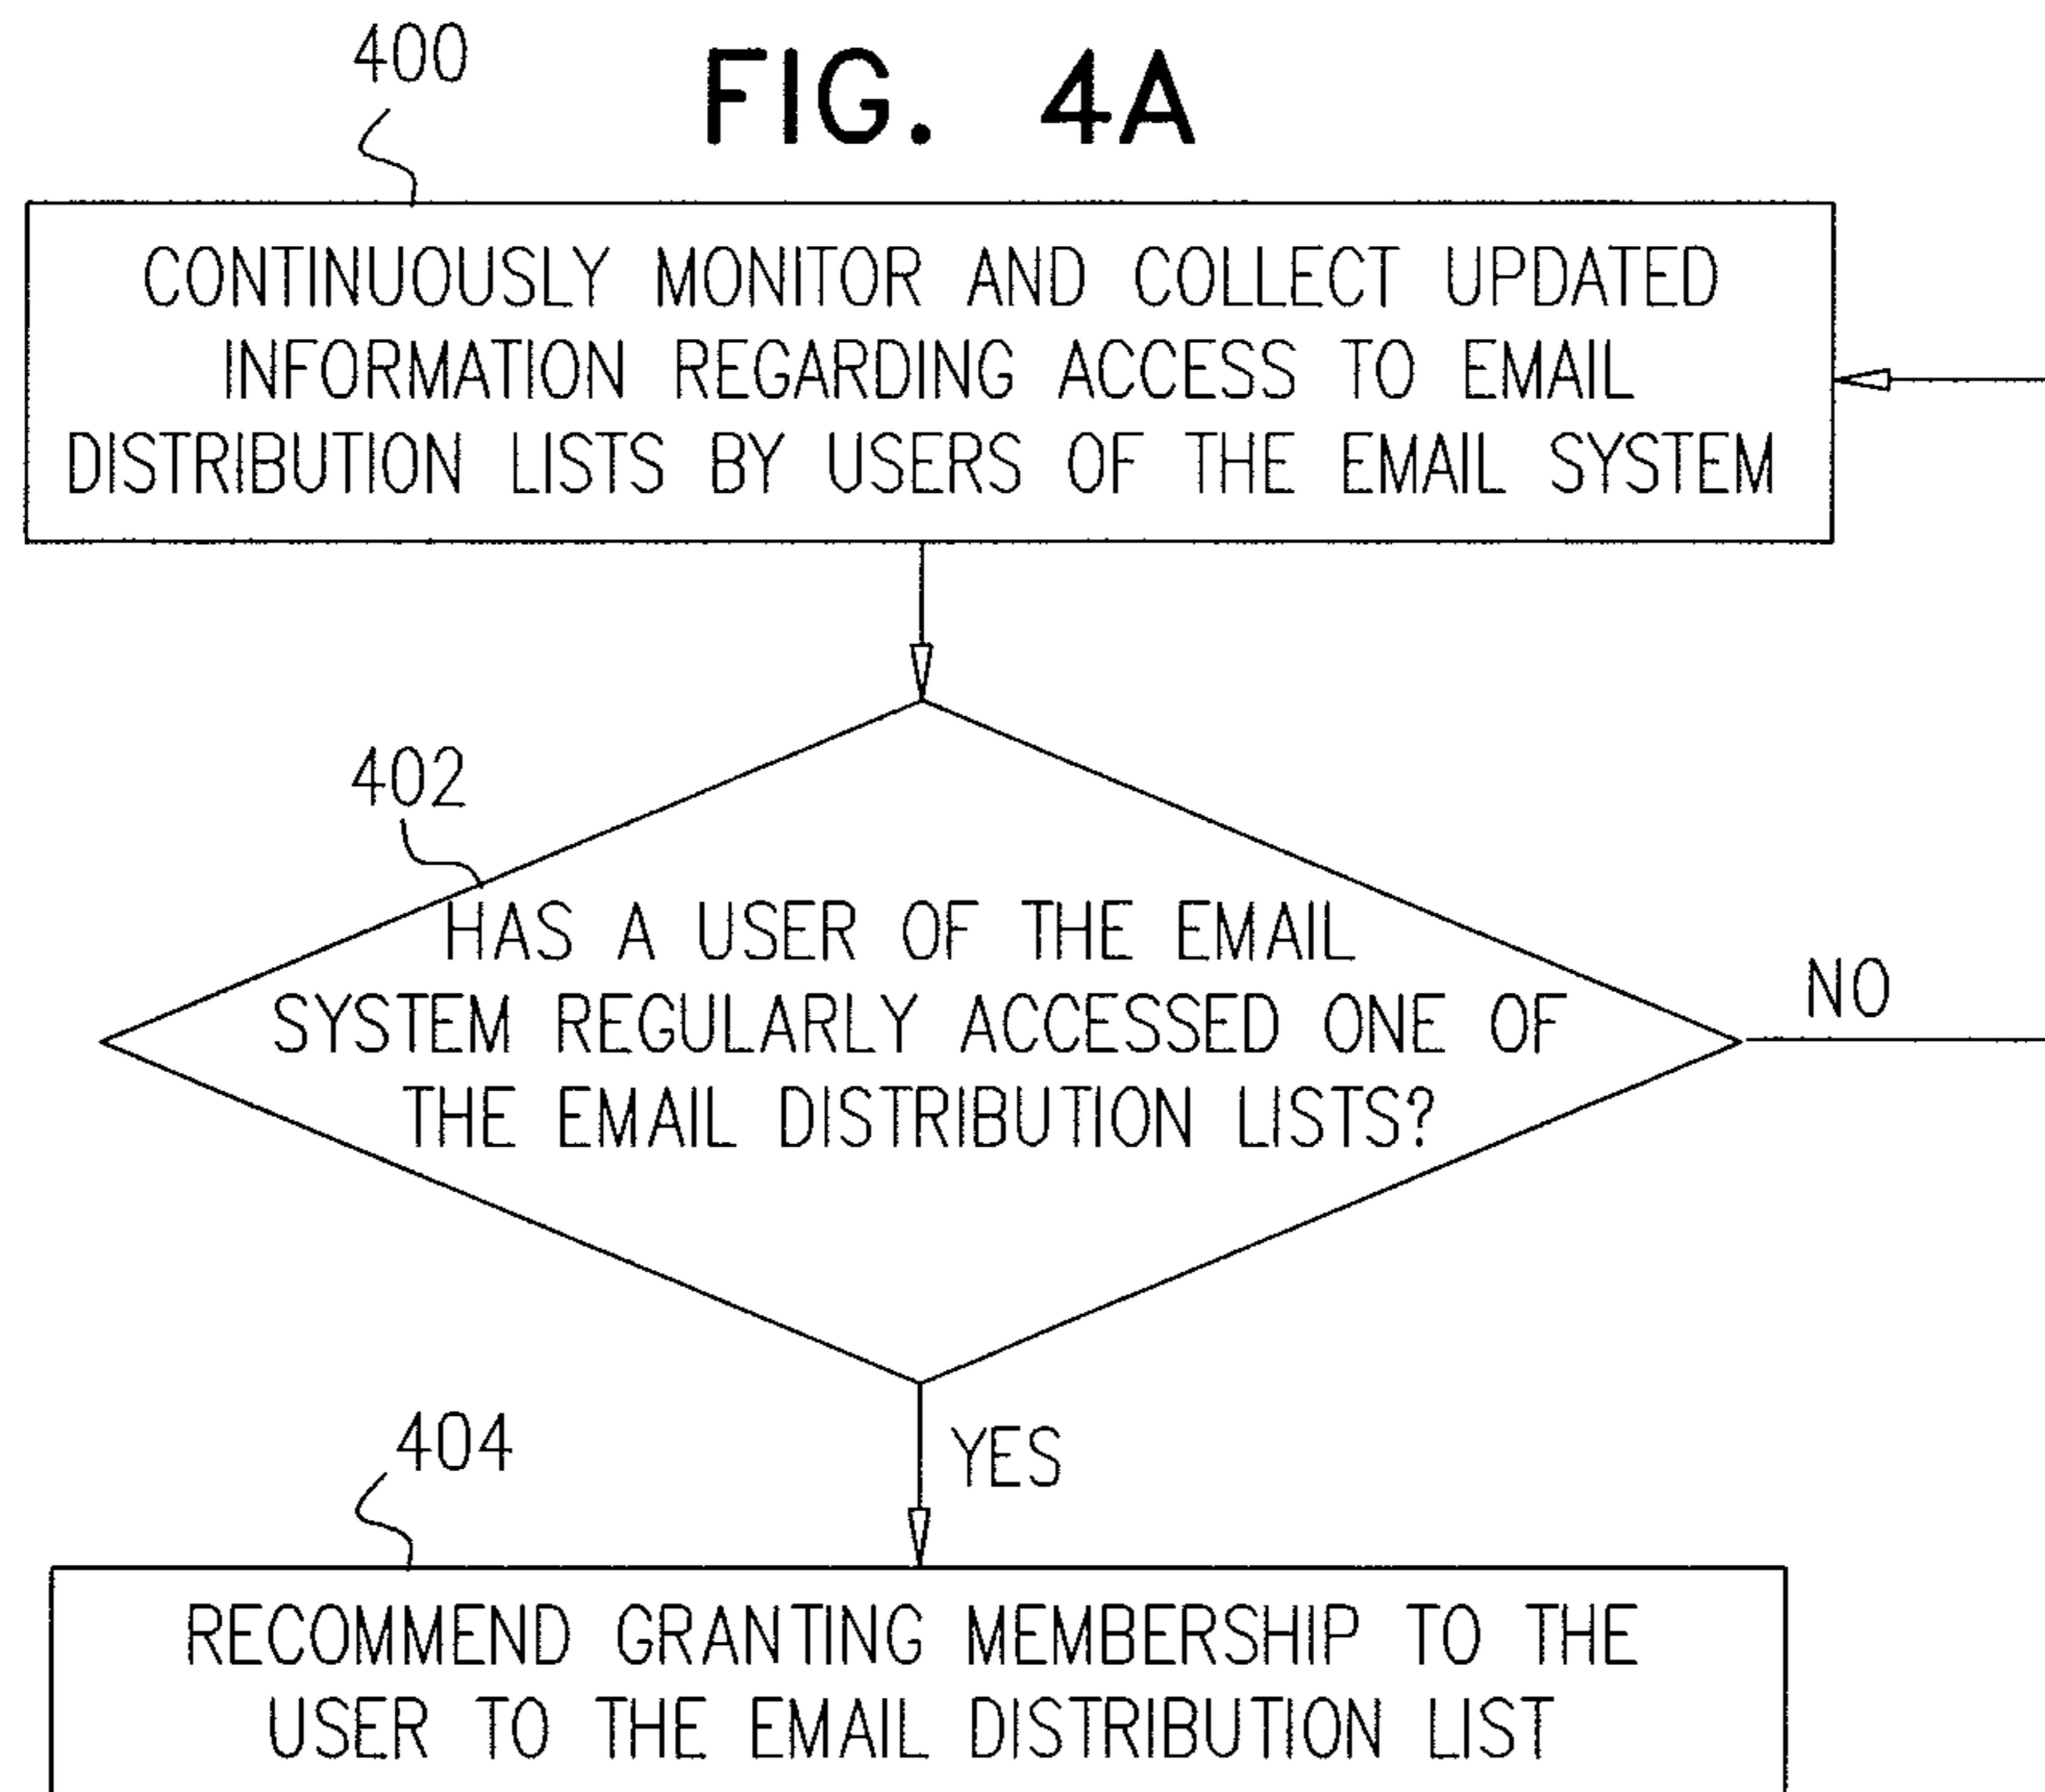 400
FIG. 4A
CONTINUOUSLY MONITOR AND COLLECT UPDATED
INFORMATION REGARDING ACCESS TO EMAIL
DISTRIBUTION LISTS BY USERS OF THE EMAIL SYSTEM
402
HAS A USER OF THE EMAIL
SYSTEM REGULARLY ACCESSED ONE OF
THE EMAIL DISTRIBUTION LISTS?
NO
YES
404
RECOMMEND GRANTING MEMBERSHIP TO THE
USER TO THE EMAIL DISTRIBUTION LIST